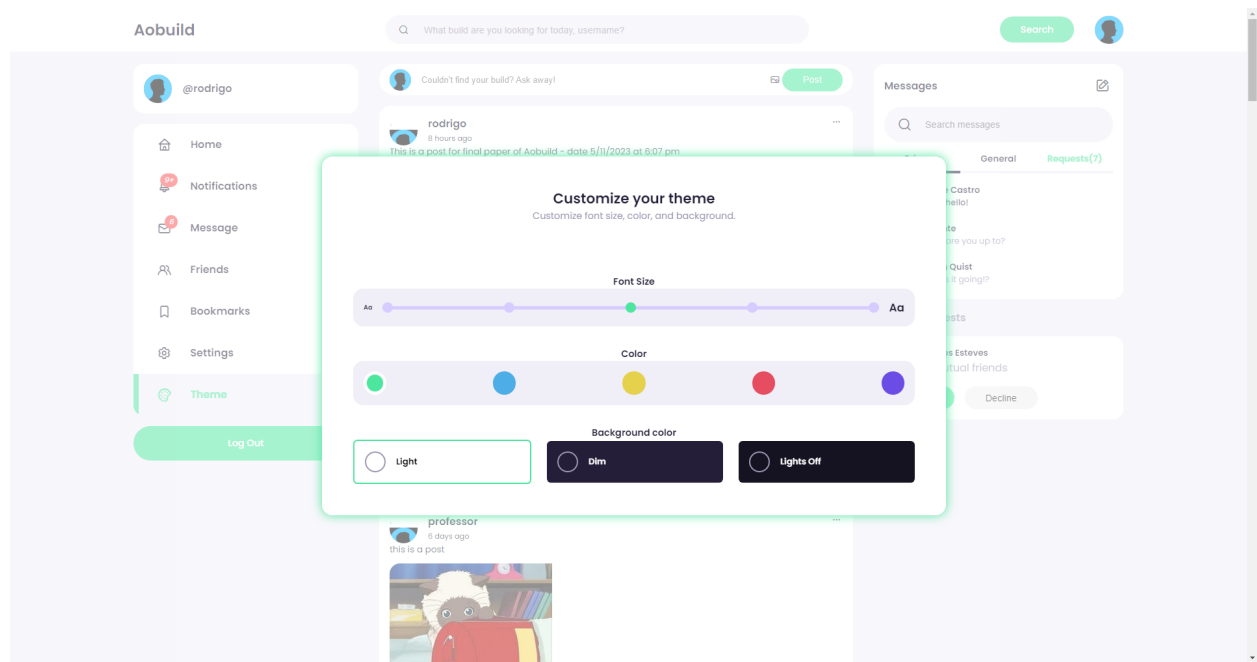 Aobuild
What build are you looking for today, username?
Search
@rodrigo
Home
9+
Notifications
8
Message
Friends
Bookmarks
Settings
Theme
Log Out
Couldn't find your build? Ask away!
Post
rodrigo
8 hours ago
This is a post for final paper of Aobuild - date 5/11/2023 at 6:07 pm
Customize your theme
Customize font size, color, and background.
Font Size
Aa
Aa
Color
Background color
Light
Dim
Lights Off
professor
6 days ago
this is a post
Messages
Search messages
General
Requests(7)
Castro
hello!
are you up to?
Quist
it going!?
Esteves
mutual friends
Decline